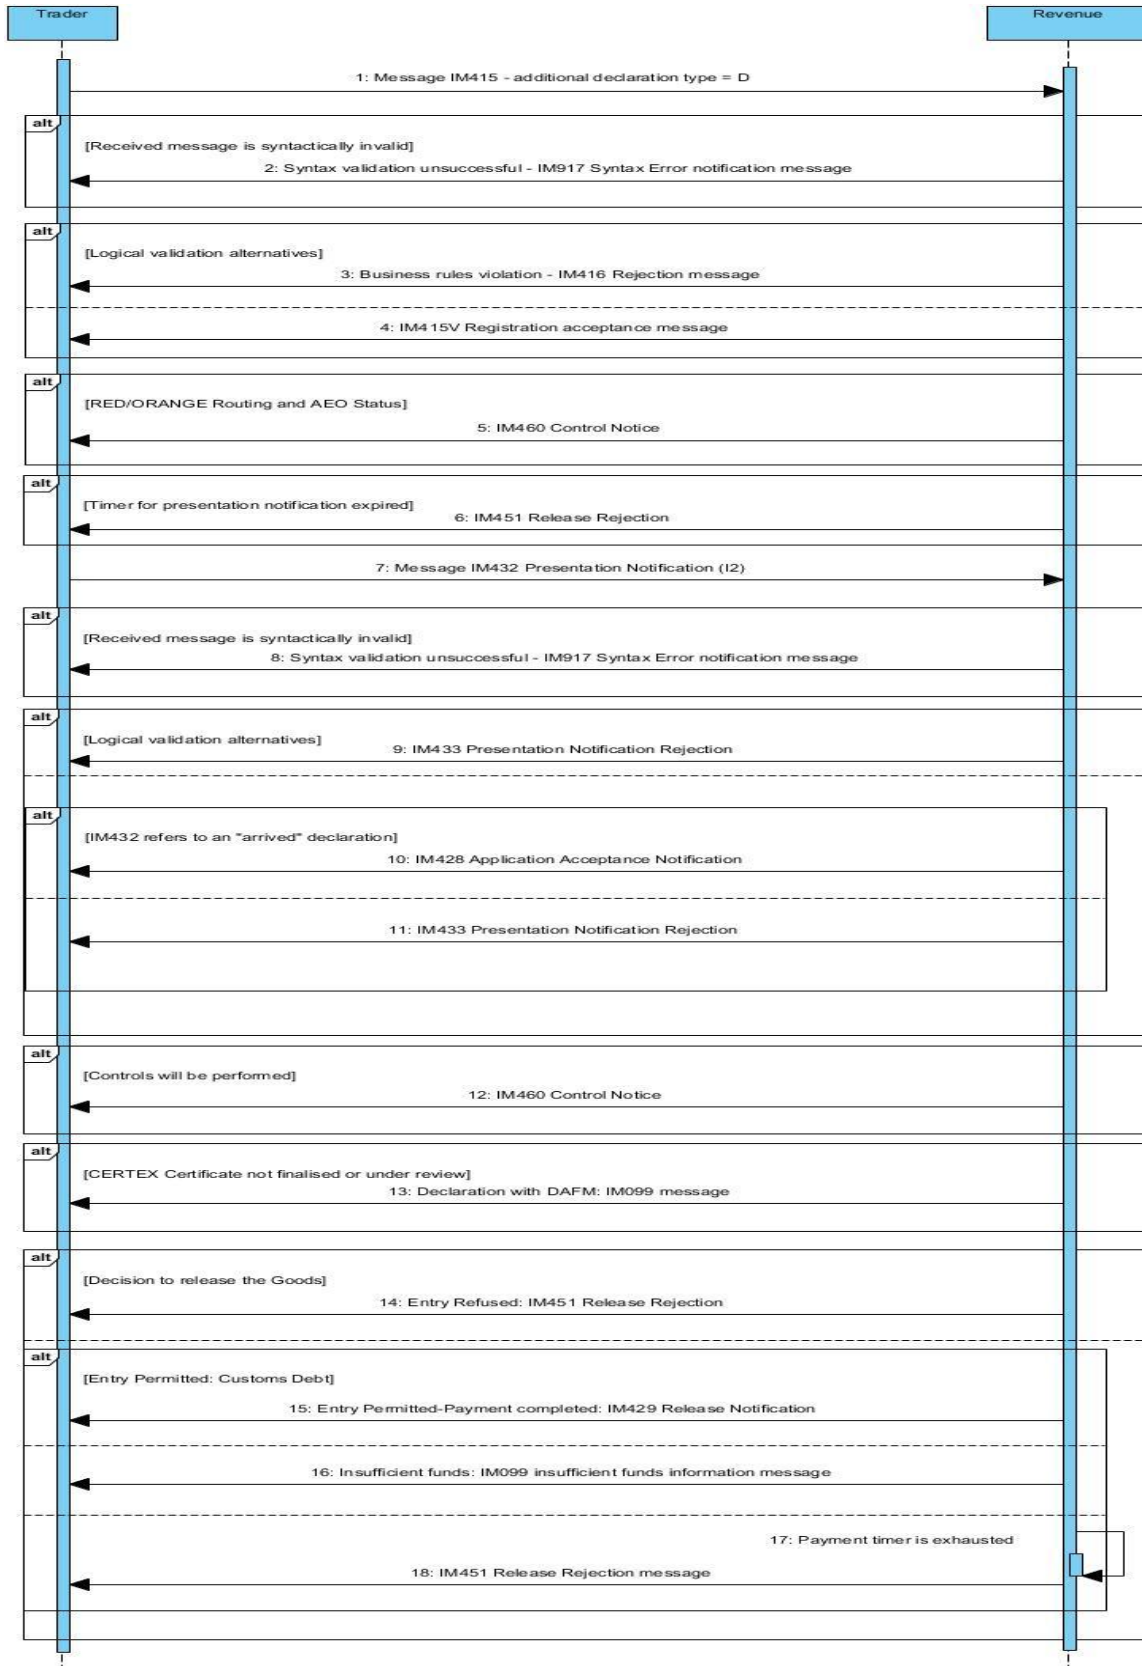 Trader
Revenue
1: Message IM415 - additional declaration type = D
alt
[Received message is syntactically invalid]
2: Syntax validation unsuccessful - IM917 Syntax Error notification message
alt
[Logical validation alternatives]
3: Business rules violation - IM416 Rejection message
4: IM415V Registration acceptance message
alt
[RED/ORANGE Routing and AEO Status]
5: IM460 Control Notice
alt
[Timer for presentation notification expired]
6: IM451 Release Rejection
7: Message IM432 Presentation Notification (I2)
alt
[Received message is syntactically invalid]
8: Syntax validation unsuccessful - IM917 Syntax Error notification message
alt
[Logical validation alternatives]
9: IM433 Presentation Notification Rejection
alt
[IM432 refers to an "arrived" declaration]
10: IM428 Application Acceptance Notification
11: IM433 Presentation Notification Rejection
alt
[Controls will be performed]
12: IM460 Control Notice
alt
[CERTEX Certificate not finalised or under review]
13: Declaration with DAFM: IM099 message
alt
[Decision to release the Goods]
14: Entry Refused: IM451 Release Rejection
alt
[Entry Permitted: Customs Debt]
15: Entry Permitted-Payment completed: IM429 Release Notification
16: Insufficient funds: IM099 insufficient funds information message
17: Payment timer is exhausted
18: IM451 Release Rejection message